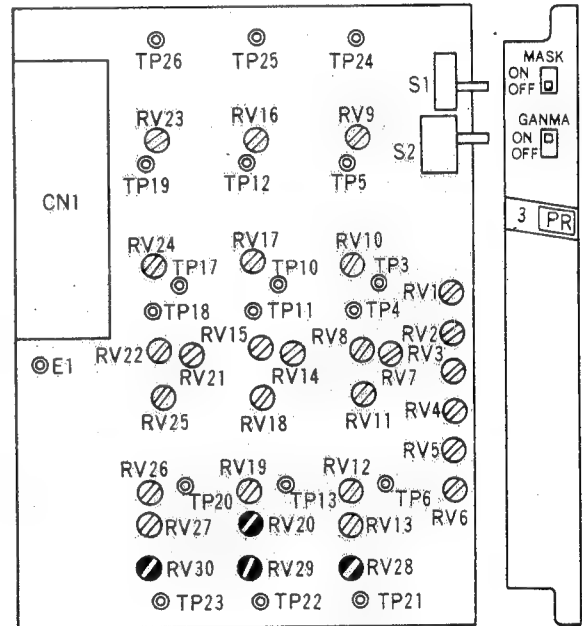 TP26 TP25 TP24
MASK
S1
ON
OFF
RV23 RV16 RV9
GANMA
ON
OFF
S2
TP19 TP12 TP5
CN1
3 PR
RV24 RV17 RV10
TP17 TP10 TP3
RV1
TP18 TP11 TP4
RV15 RV8 RV2
RV22 RV3
E1
RV21 RV14 RV7
RV25 RV18 RV11 RV4
RV5
RV26 RV19 RV12
TP20 TP13 TP6 RV6
RV27 RV20 RV13
RV30 RV29 RV28
TP23 TP22 TP21